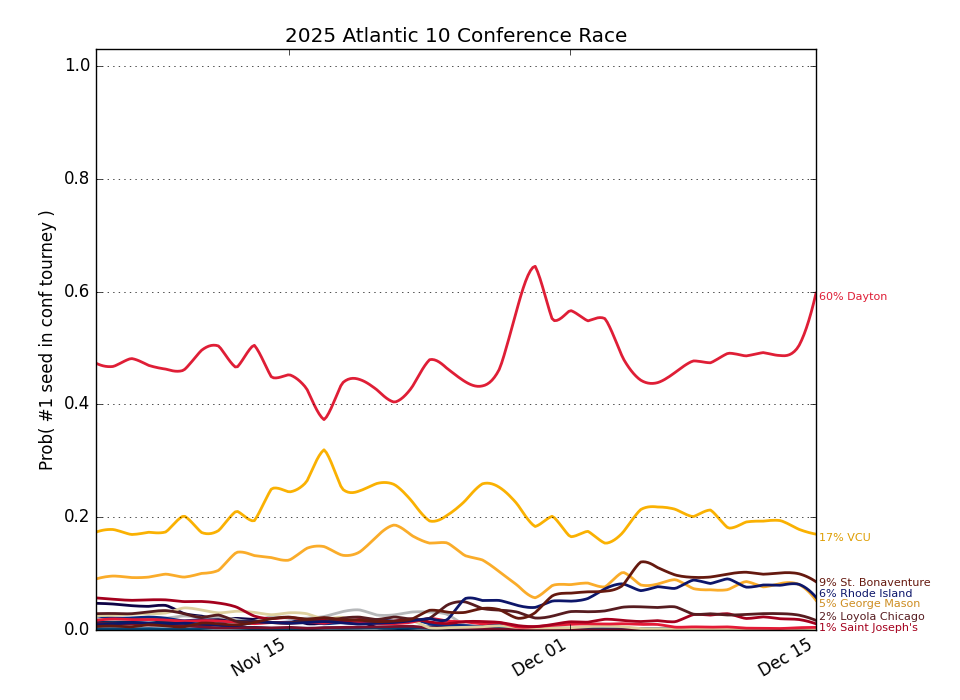 2025 Atlantic 10 Conference Race
Prob( #1 seed in conf tourney )
1.0
0.8
0.6
0.4
0.2
0.0
Nov 15
Dec 01
Dec 15
60% Dayton
17% VCU
9% St. Bonaventure
6% Rhode Island
5% George Mason
2% Loyola Chicago
1% Saint Joseph's